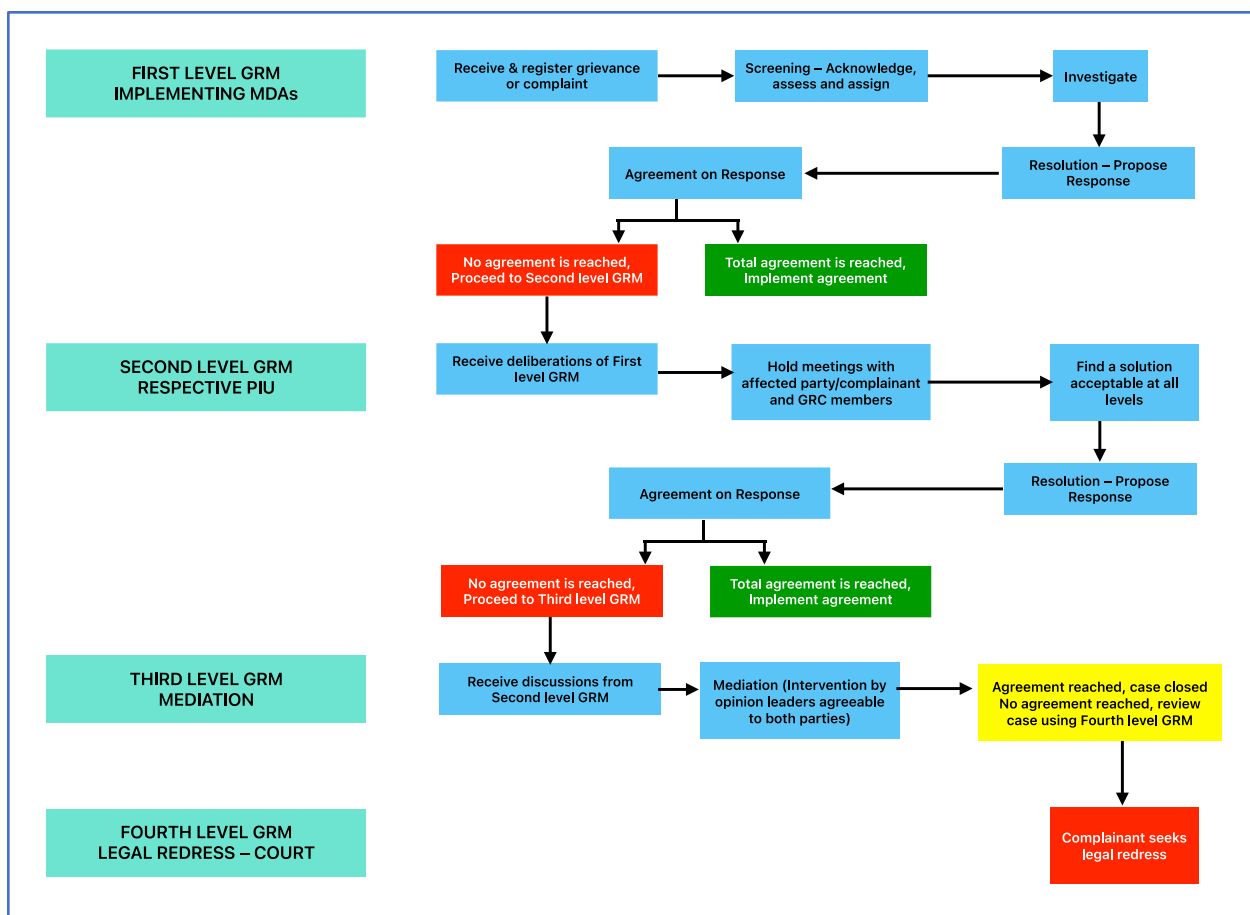 FIRST LEVEL GRM
IMPLEMENTING MDAs
Receive & register grievance
or complaint
Screening – Acknowledge,
assess and assign
Investigate
Agreement on Response
Resolution – Propose
Response
No agreement is reached,
Proceed to Second level GRM
Total agreement is reached,
Implement agreement
SECOND LEVEL GRM
RESPECTIVE PIU
Receive deliberations of First
level GRM
Hold meetings with
affected party/complainant
and GRC members
Find a solution
acceptable at all
levels
Agreement on Response
Resolution – Propose
Response
No agreement is reached,
Proceed to Third level GRM
Total agreement is reached,
Implement agreement
THIRD LEVEL GRM
MEDIATION
Receive discussions from
Second level GRM
Mediation (Intervention by
opinion leaders agreeable
to both parties)
Agreement reached, case closed
No agreement reached, review
case using Fourth level GRM
FOURTH LEVEL GRM
LEGAL REDRESS – COURT
Complainant seeks
legal redress